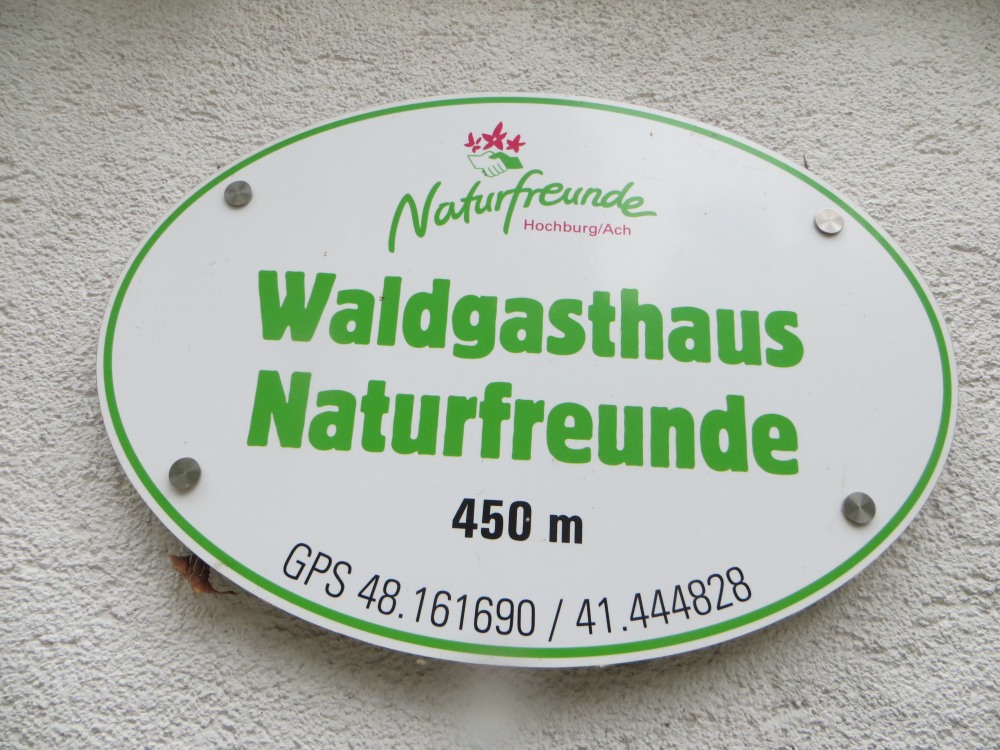 Naturfreunde
Hochburg/Ach
Waldgasthaus
Naturfreunde
450 m
GPS 48.161690 / 41.444828